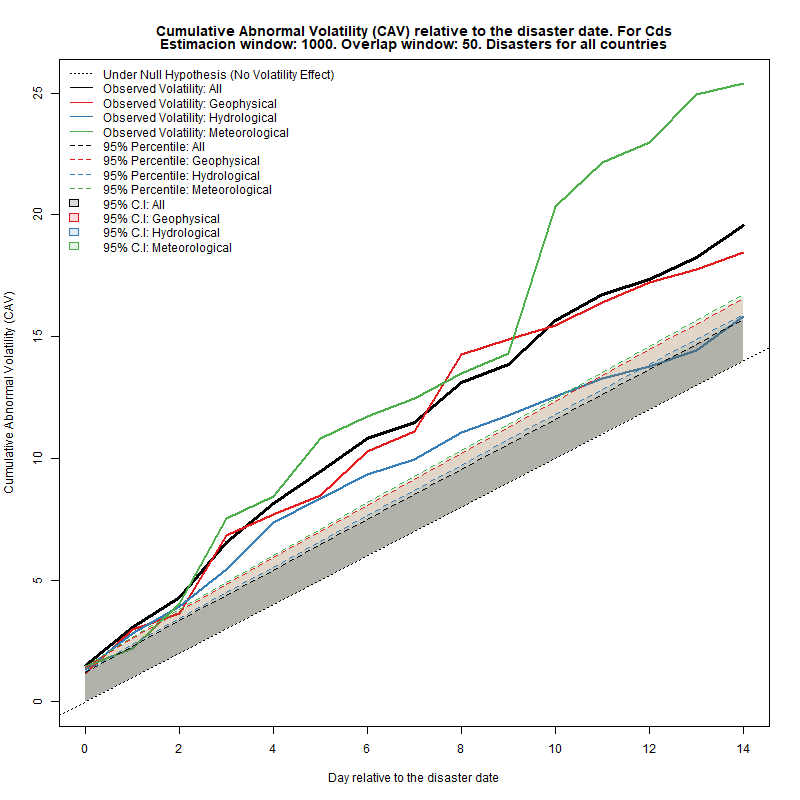 Cumulative Abnormal Volatility (CAV) relative to the disaster date. For Cds
Estimacion window: 1000. Overlap window: 50. Disasters for all countries
Under Null Hypothesis (No Volatility Effect)
Observed Volatility: All
Observed Volatility: Geophysical
Observed Volatility: Hydrological
Observed Volatility: Meteorological
95% Percentile: All
95% Percentile: Geophysical
95% Percentile: Hydrological
95% Percentile: Meteorological
95% C.I: All
95% C.I: Geophysical
95% C.I: Hydrological
95% C.I: Meteorological
Cumulative Abnormal Volatility (CAV)
25
20
15
10
5
0
0 2 4 6 8 10 12 14
Day relative to the disaster date